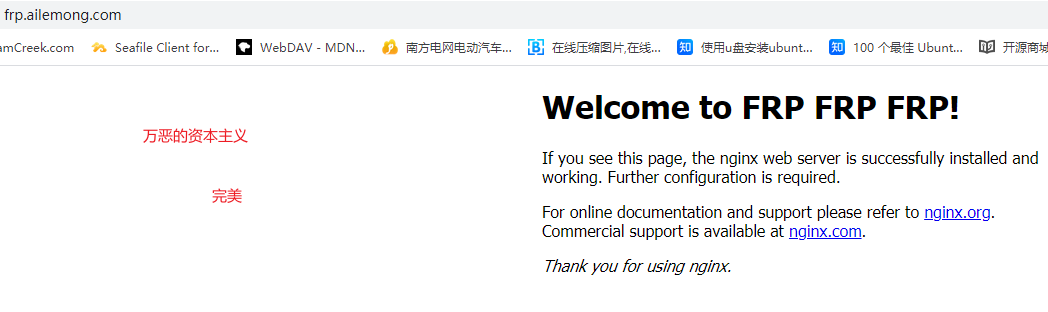 frp.ailemong.com
amCreek.com Seafile Client for... WebDAV - MDN... 南方电网电动汽车... 在线压缩图片,在线... 使用u盘安装ubunt... 100 个最佳 Ubunt... 开源商城
Welcome to FRP FRP FRP!
万恶的资本主义
If you see this page, the nginx web server is successfully installed and
working. Further configuration is required.
完美
For online documentation and support please refer to nginx.org.
Commercial support is available at nginx.com.
Thank you for using nginx.